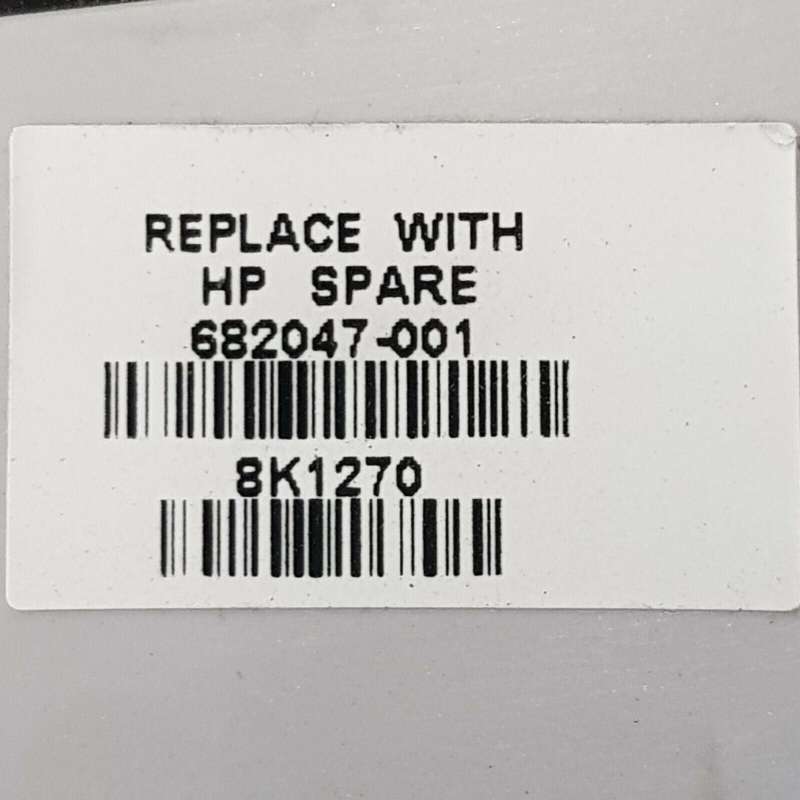 REPLACE WITH
HP SPARE
682047-001
8K1270